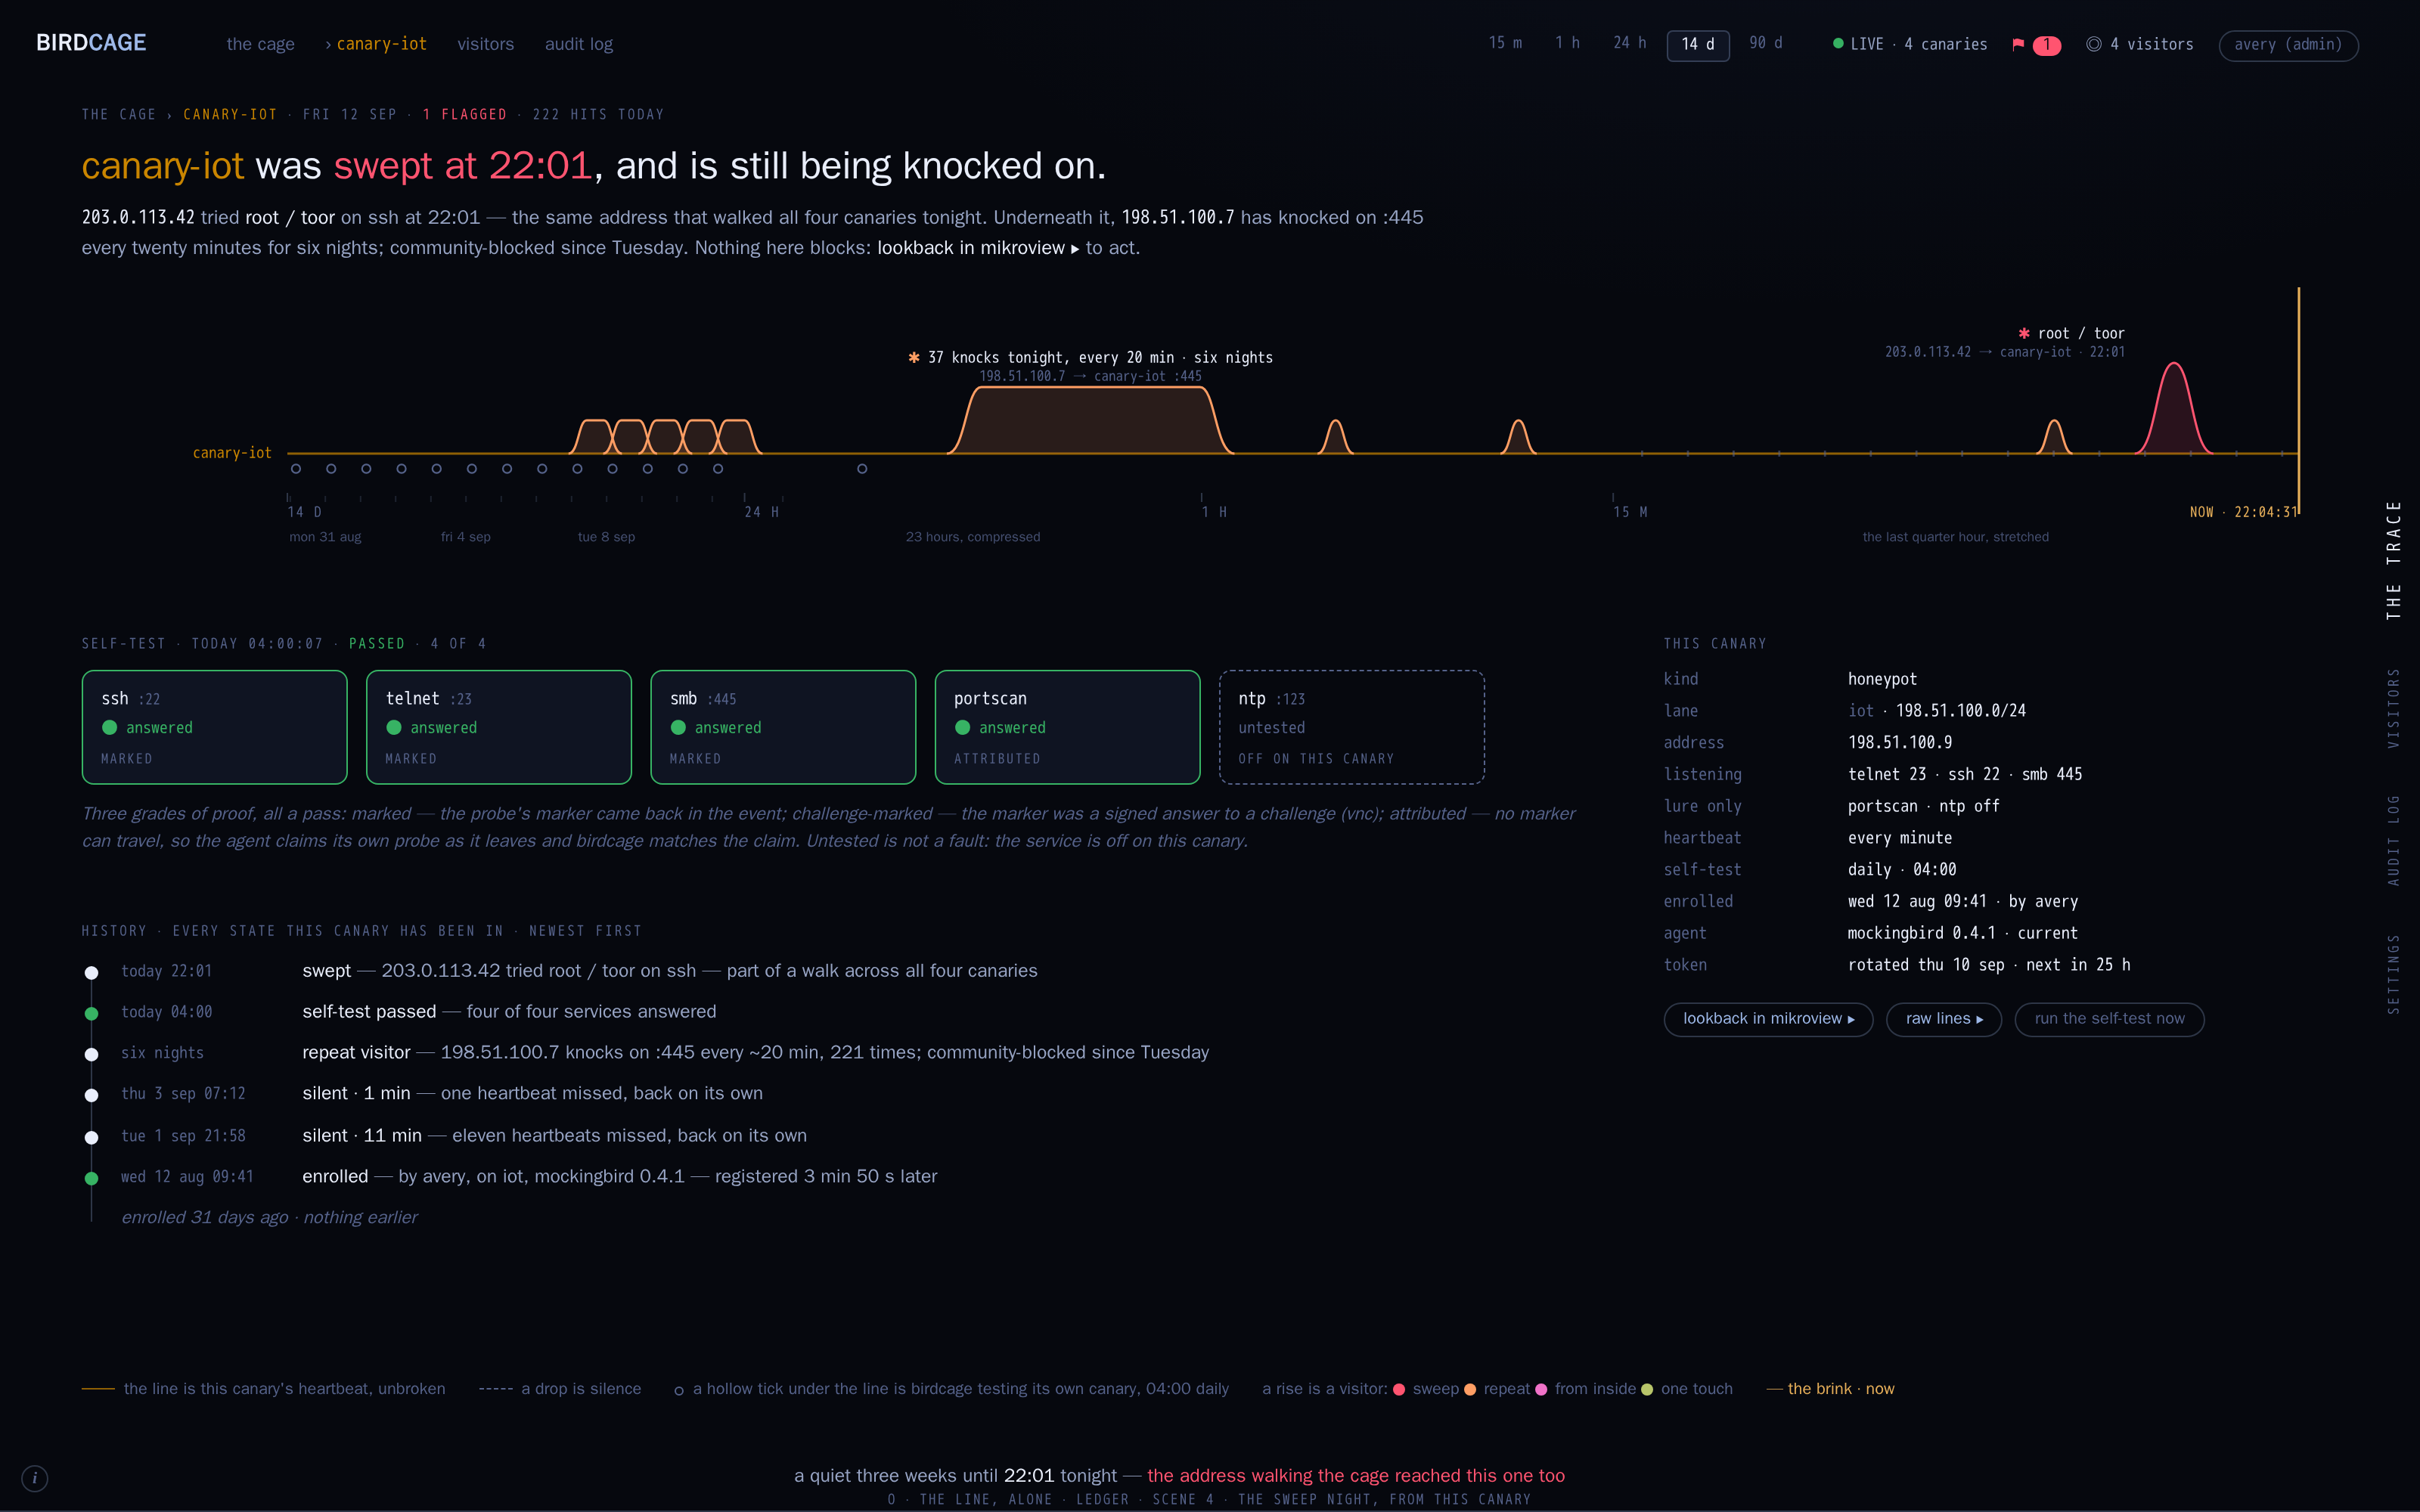 BIRDCAGE
the cage
› canary-iot
visitors
audit log
15 m
1 h
24 h
14 d
90 d
LIVE · 4 canaries
1
4 visitors
avery (admin)
THE CAGE › CANARY-IOT · FRI 12 SEP · 1 FLAGGED · 222 HITS TODAY
canary-iot was swept at 22:01, and is still being knocked on.
203.0.113.42 tried root / toor on ssh at 22:01 — the same address that walked all four canaries tonight. Underneath it, 198.51.100.7 has knocked on :445
every twenty minutes for six nights; community-blocked since Tuesday. Nothing here blocks: lookback in mikroview ▸ to act.
✱ root / toor
203.0.113.42 → canary-iot · 22:01
✱ 37 knocks tonight, every 20 min · six nights
198.51.100.7 → canary-iot :445
canary-iot
14 D
24 H
1 H
15 M
NOW · 22:04:31
mon 31 aug
fri 4 sep
tue 8 sep
23 hours, compressed
the last quarter hour, stretched
THE TRACE
VISITORS
AUDIT LOG
SETTINGS
SELF-TEST · TODAY 04:00:07 · PASSED · 4 OF 4
ssh :22
answered
MARKED
telnet :23
answered
MARKED
smb :445
answered
MARKED
portscan
answered
ATTRIBUTED
ntp :123
untested
OFF ON THIS CANARY
Three grades of proof, all a pass: marked — the probe's marker came back in the event; challenge-marked — the marker was a signed answer to a challenge (vnc); attributed — no marker
can travel, so the agent claims its own probe as it leaves and birdcage matches the claim. Untested is not a fault: the service is off on this canary.
THIS CANARY
kind honeypot
lane iot · 198.51.100.0/24
address 198.51.100.9
listening telnet 23 · ssh 22 · smb 445
lure only portscan · ntp off
heartbeat every minute
self-test daily · 04:00
enrolled wed 12 aug 09:41 · by avery
agent mockingbird 0.4.1 · current
token rotated thu 10 sep · next in 25 h
lookback in mikroview ▸
raw lines ▸
run the self-test now
HISTORY · EVERY STATE THIS CANARY HAS BEEN IN · NEWEST FIRST
today 22:01 swept — 203.0.113.42 tried root / toor on ssh — part of a walk across all four canaries
today 04:00 self-test passed — four of four services answered
six nights repeat visitor — 198.51.100.7 knocks on :445 every ~20 min, 221 times; community-blocked since Tuesday
thu 3 sep 07:12 silent · 1 min — one heartbeat missed, back on its own
tue 1 sep 21:58 silent · 11 min — eleven heartbeats missed, back on its own
wed 12 aug 09:41 enrolled — by avery, on iot, mockingbird 0.4.1 — registered 3 min 50 s later
enrolled 31 days ago · nothing earlier
the line is this canary's heartbeat, unbroken
a drop is silence
a hollow tick under the line is birdcage testing its own canary, 04:00 daily
a rise is a visitor: sweep repeat from inside one touch
— the brink · now
i
a quiet three weeks until 22:01 tonight — the address walking the cage reached this one too
O · THE LINE, ALONE · LEDGER · SCENE 4 · THE SWEEP NIGHT, FROM THIS CANARY